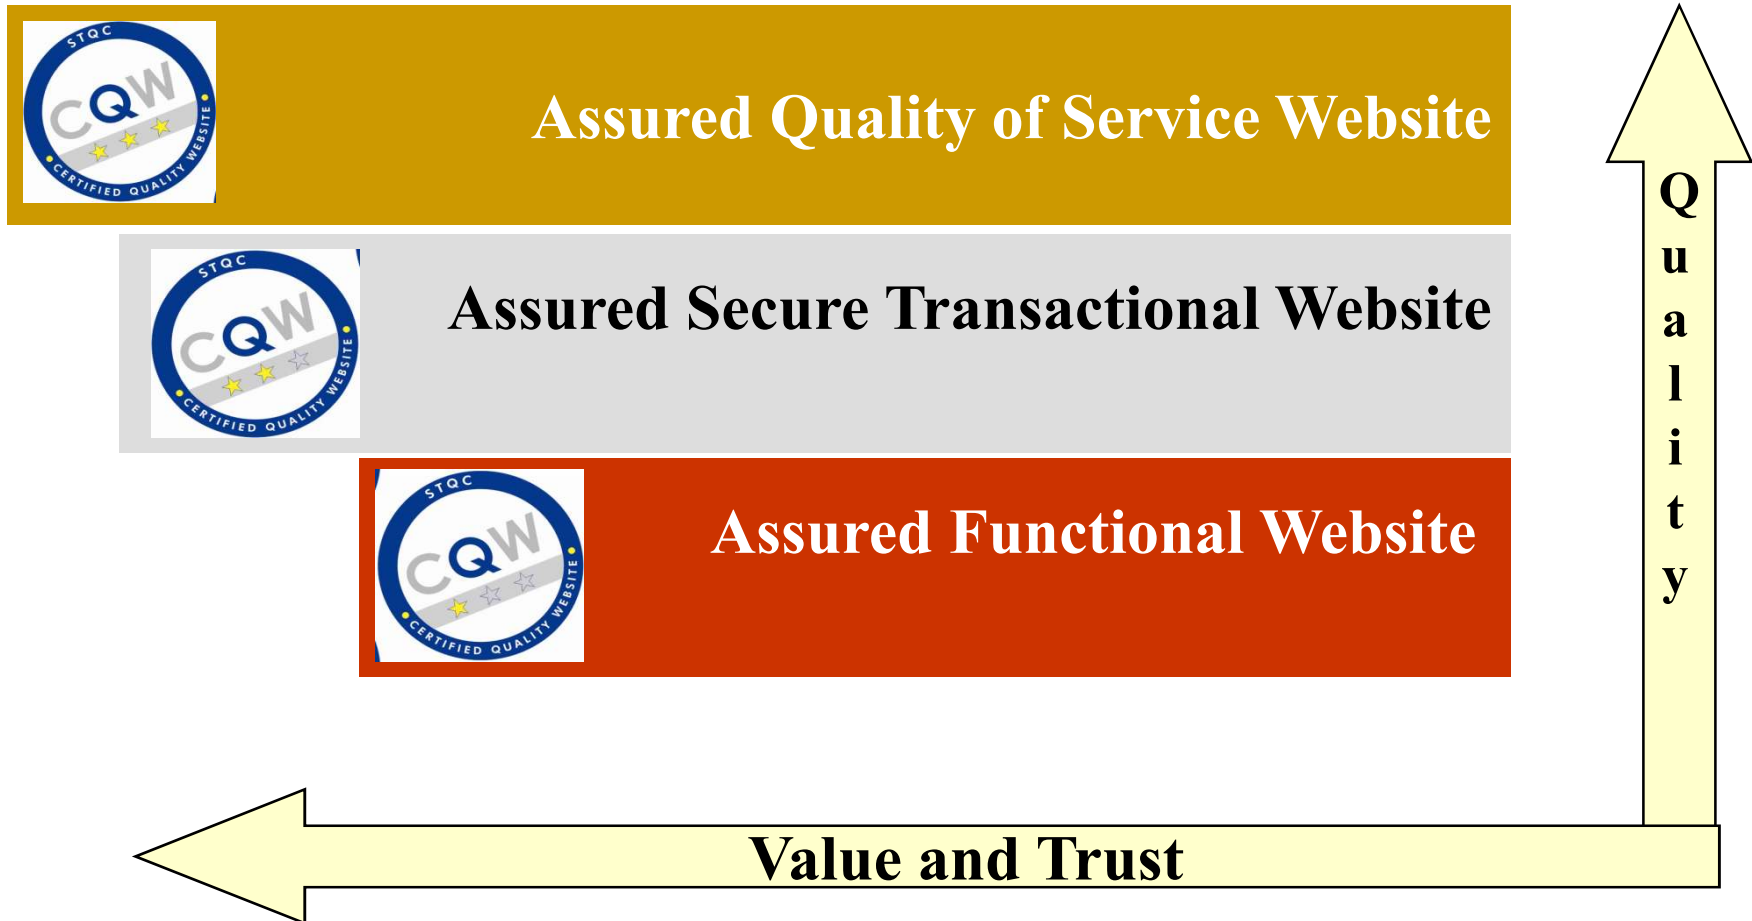 STQC
CQW
CERTIFIED QUALITY WEBSITE
Assured Quality of Service Website
STQC
CQW
CERTIFIED QUALITY WEBSITE
Assured Secure Transactional Website
STQC
CQW
CERTIFIED QUALITY WEBSITE
Assured Functional Website
Quality
Value and Trust